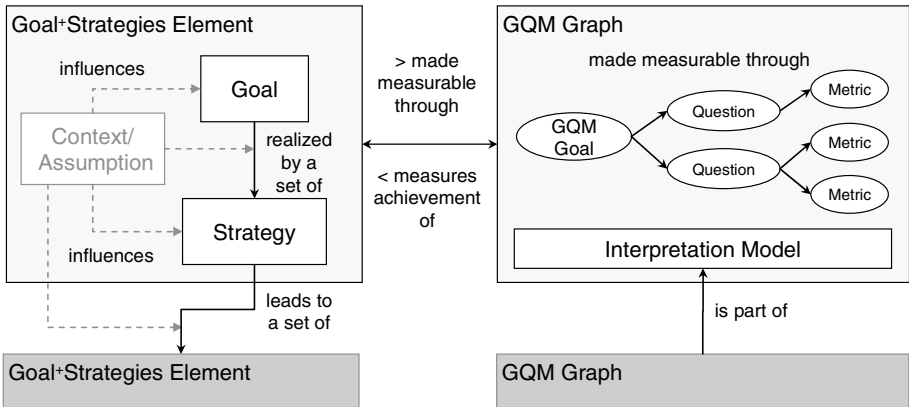 Goal+Strategies Element
influences
Goal
Context/
Assumption
realized
by a
set of
Strategy
influences
leads to
a set of
Goal+Strategies Element
> made
measurable
through
< measures
achievement
of
GQM Graph
made measurable through
GQM
Goal
Question
Question
Metric
Metric
Metric
Interpretation Model
is part of
GQM Graph